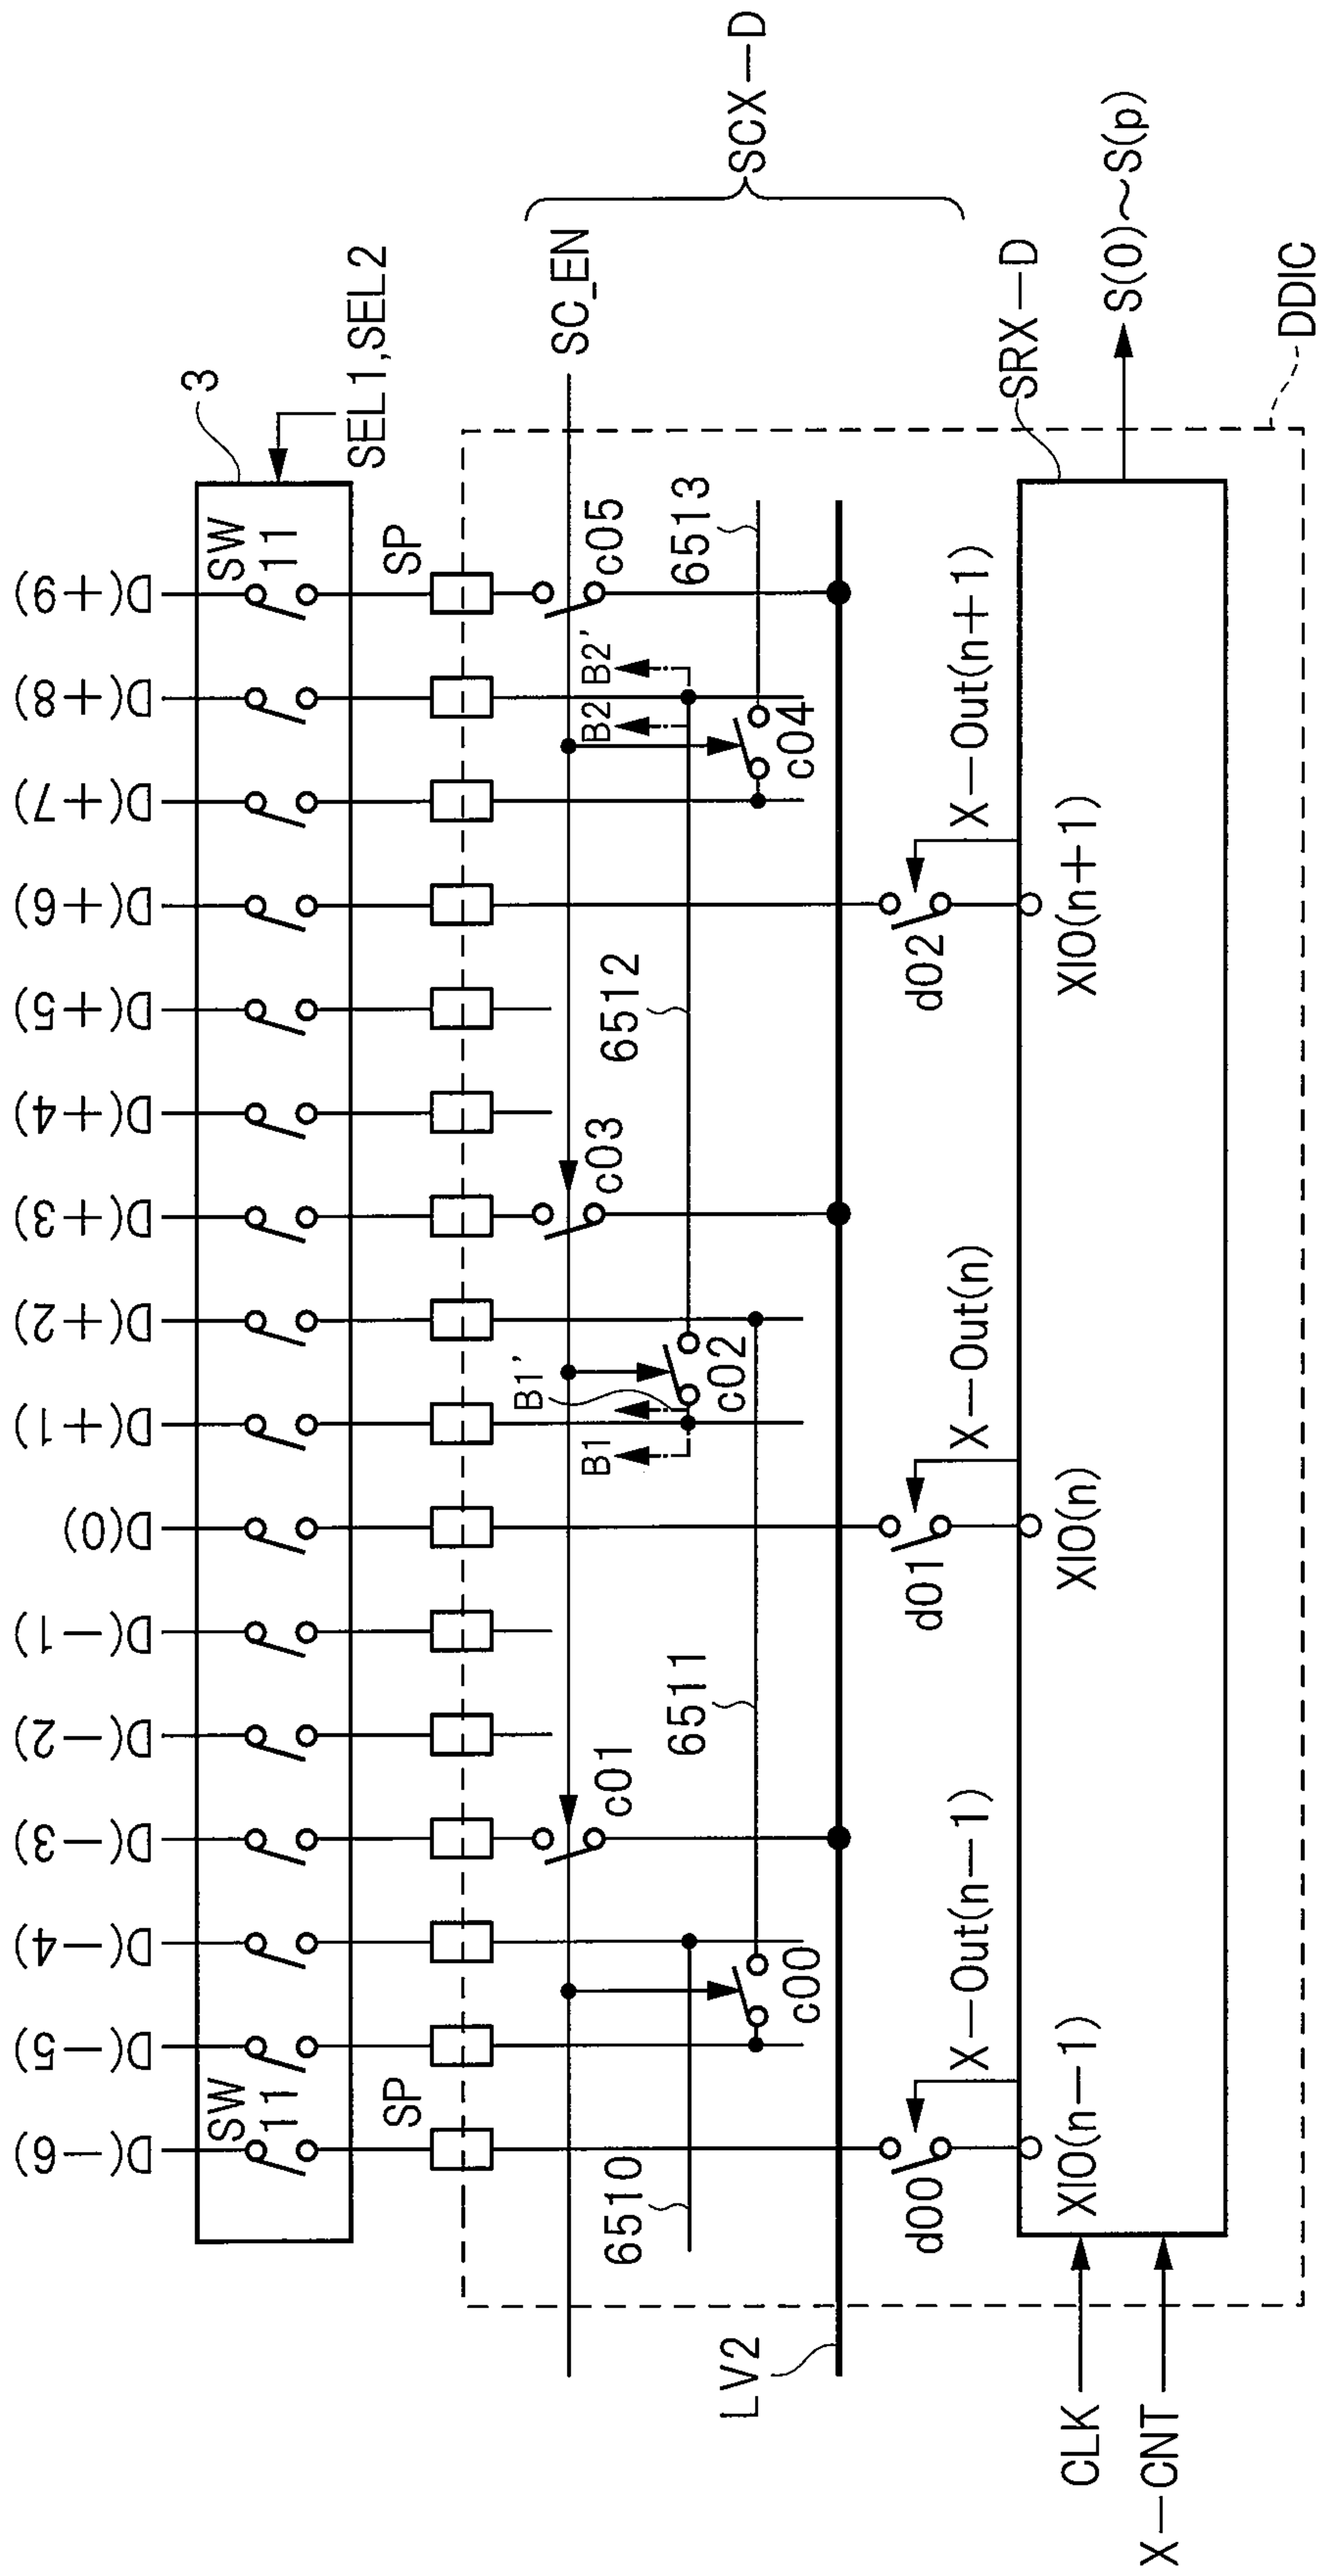 D(−6)
D(−5)
D(−4)
D(−3)
D(−2)
D(−1)
D(0)
D(+1)
D(+2)
D(+3)
D(+4)
D(+5)
D(+6)
D(+7)
D(+8)
D(+9)
SW
11
SW
11
3
SEL1,SEL2
SP
SP
SC_EN
SCX−D
c00
c01
c02
c03
c04
c05
B1
B1'
B2
B2'
6510
6511
6512
6513
LV2
d00
d01
d02
X−Out(n−1)
X−Out(n)
X−Out(n+1)
SRX−D
XIO(n−1)
XIO(n)
XIO(n+1)
CLK
X−CNT
S(0)~S(p)
DDIC